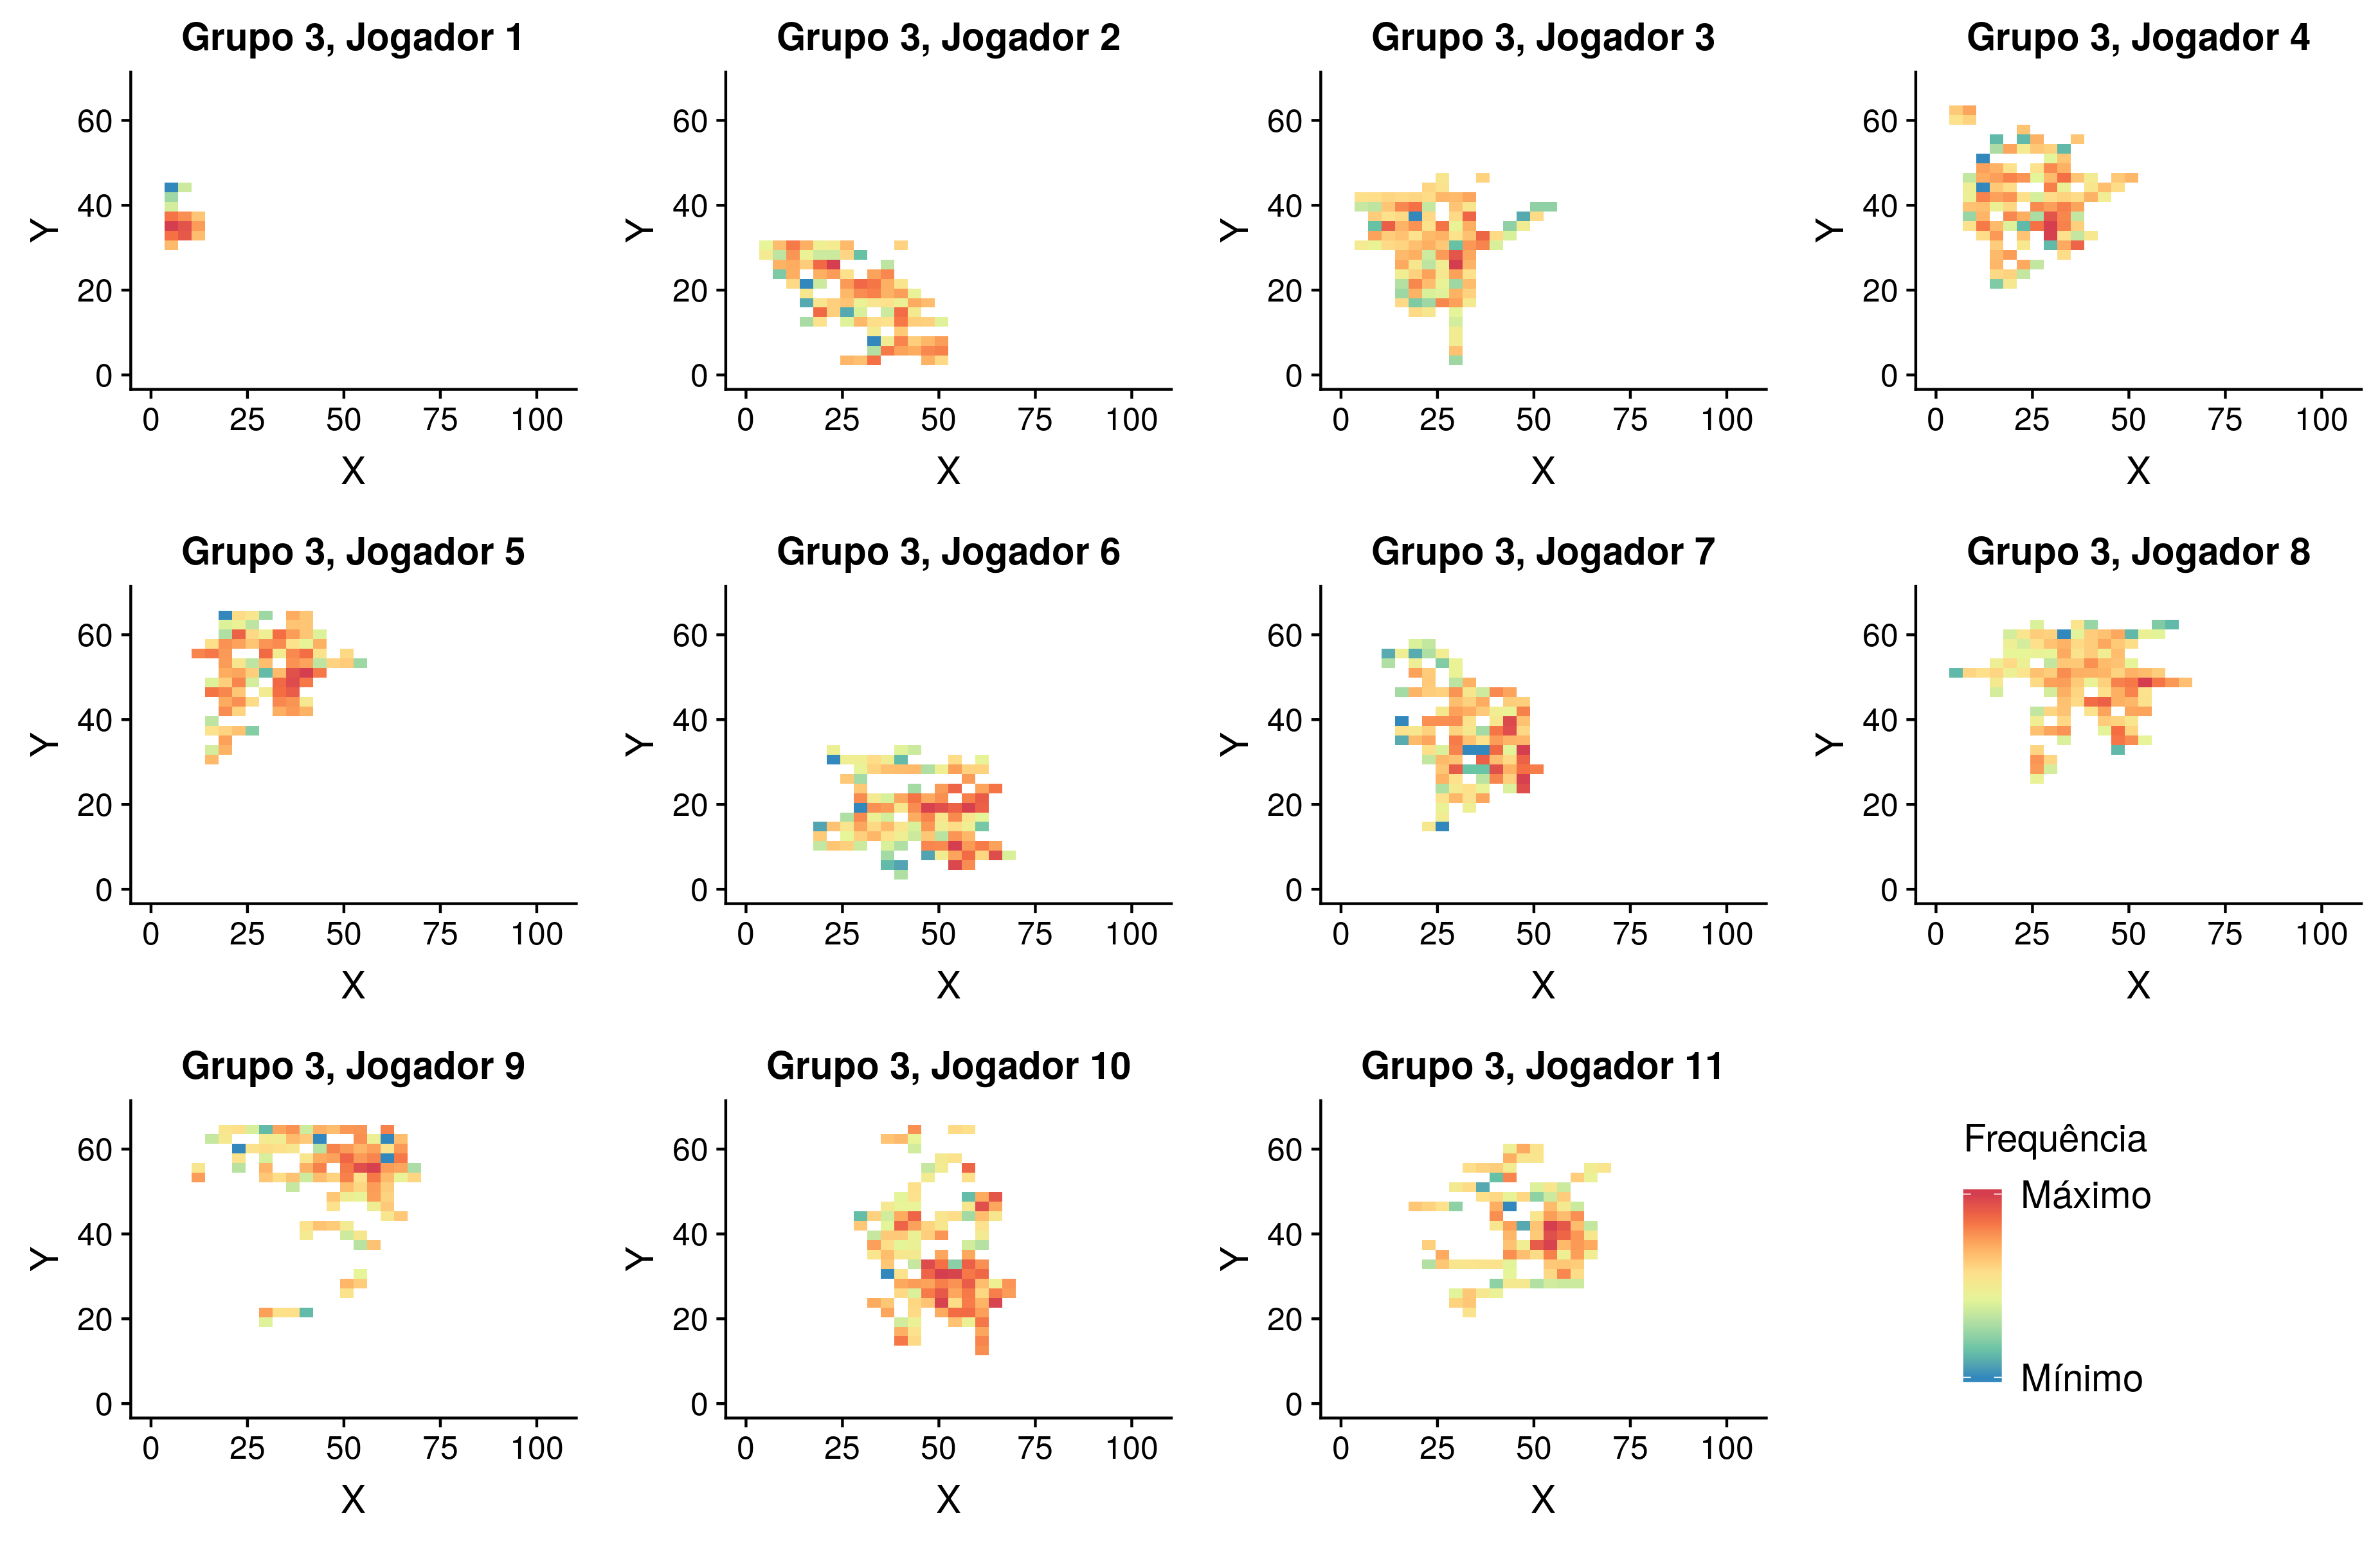 Grupo 3, Jogador 1
60
40
20
0
0 25 50 75 100
X
Y
Grupo 3, Jogador 2
60
40
20
0
0 25 50 75 100
X
Y
Grupo 3, Jogador 3
60
40
20
0
0 25 50 75 100
X
Y
Grupo 3, Jogador 4
60
40
20
0
0 25 50 75 100
X
Y
Grupo 3, Jogador 5
60
40
20
0
0 25 50 75 100
X
Y
Grupo 3, Jogador 6
60
40
20
0
0 25 50 75 100
X
Y
Grupo 3, Jogador 7
60
40
20
0
0 25 50 75 100
X
Y
Grupo 3, Jogador 8
60
40
20
0
0 25 50 75 100
X
Y
Grupo 3, Jogador 9
60
40
20
0
0 25 50 75 100
X
Y
Grupo 3, Jogador 10
60
40
20
0
0 25 50 75 100
X
Y
Grupo 3, Jogador 11
60
40
20
0
0 25 50 75 100
X
Y
Frequência
Máximo
Mínimo